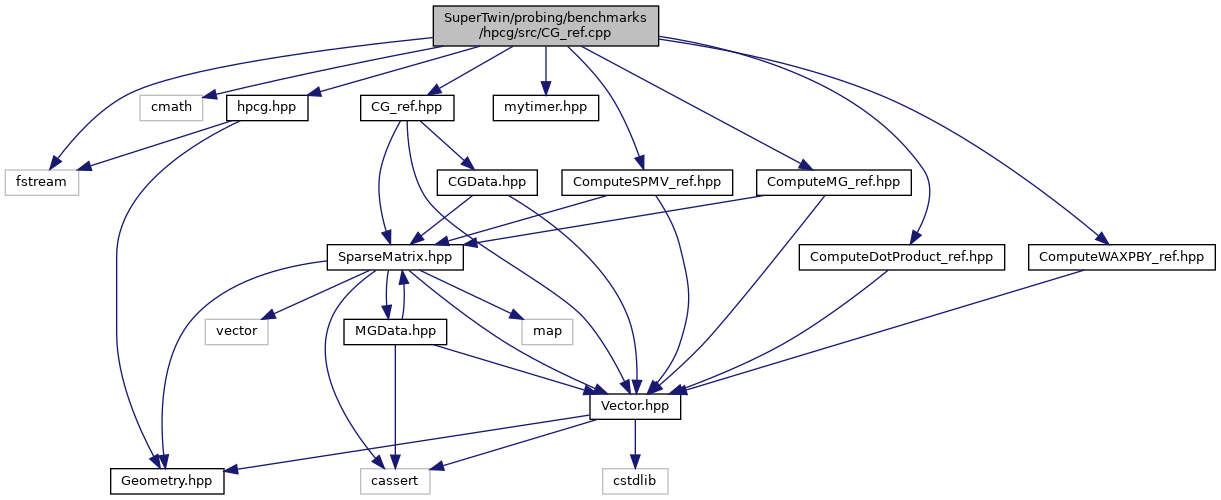 SuperTwin/probing/benchmarks
/hpcg/src/CG_ref.cpp
cmath
hpcg.hpp
CG_ref.hpp
mytimer.hpp
fstream
CGData.hpp
ComputeSPMV_ref.hpp
ComputeMG_ref.hpp
SparseMatrix.hpp
ComputeDotProduct_ref.hpp
ComputeWAXPBY_ref.hpp
vector
MGData.hpp
map
Vector.hpp
Geometry.hpp
cassert
cstdlib